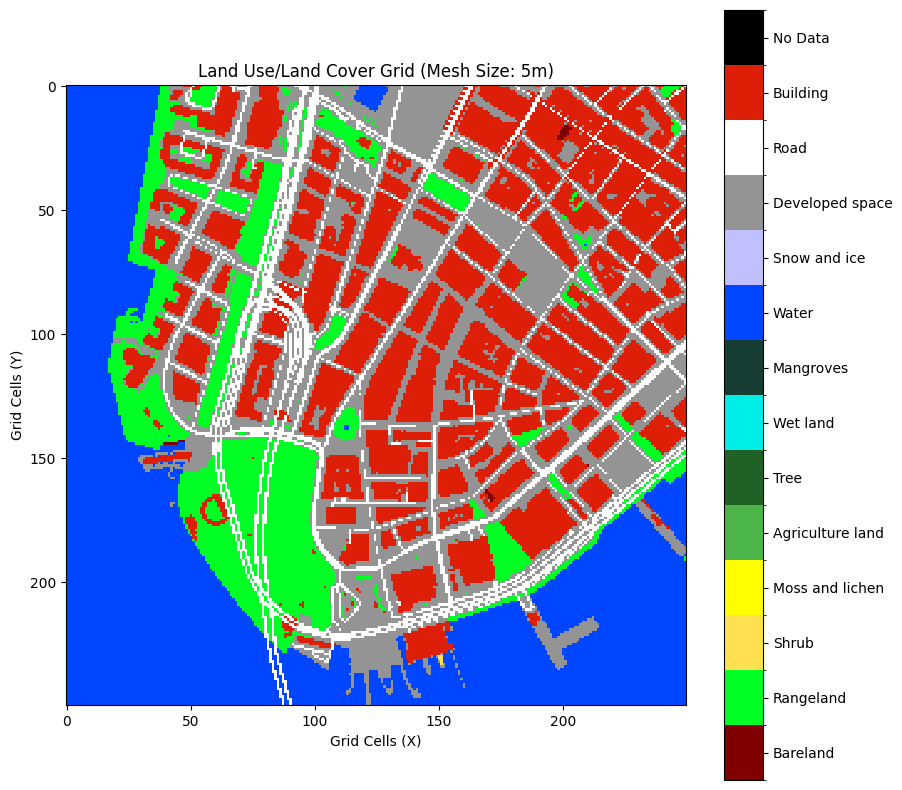 Land Use/Land Cover Grid (Mesh Size: 5m)
0
50
100
150
200
Grid Cells (Y)
0 50 100 150 200
Grid Cells (X)
No Data
Building
Road
Developed space
Snow and ice
Water
Mangroves
Wet land
Tree
Agriculture land
Moss and lichen
Shrub
Rangeland
Bareland